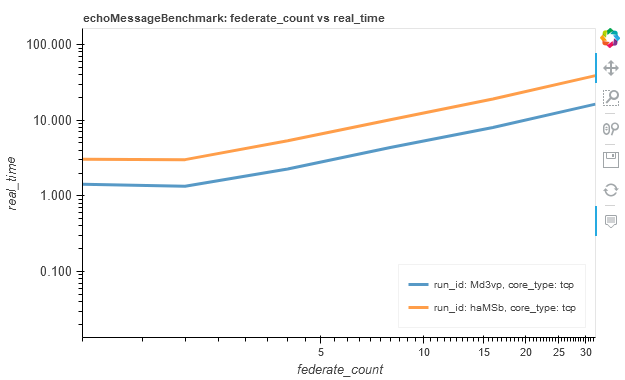 echoMessageBenchmark: federate_count vs real_time
100.000
10.000
1.000
0.100
real_time
run_id: Md3vp, core_type: tcp
run_id: haMSb, core_type: tcp
5 10 15 20 25 30
federate_count